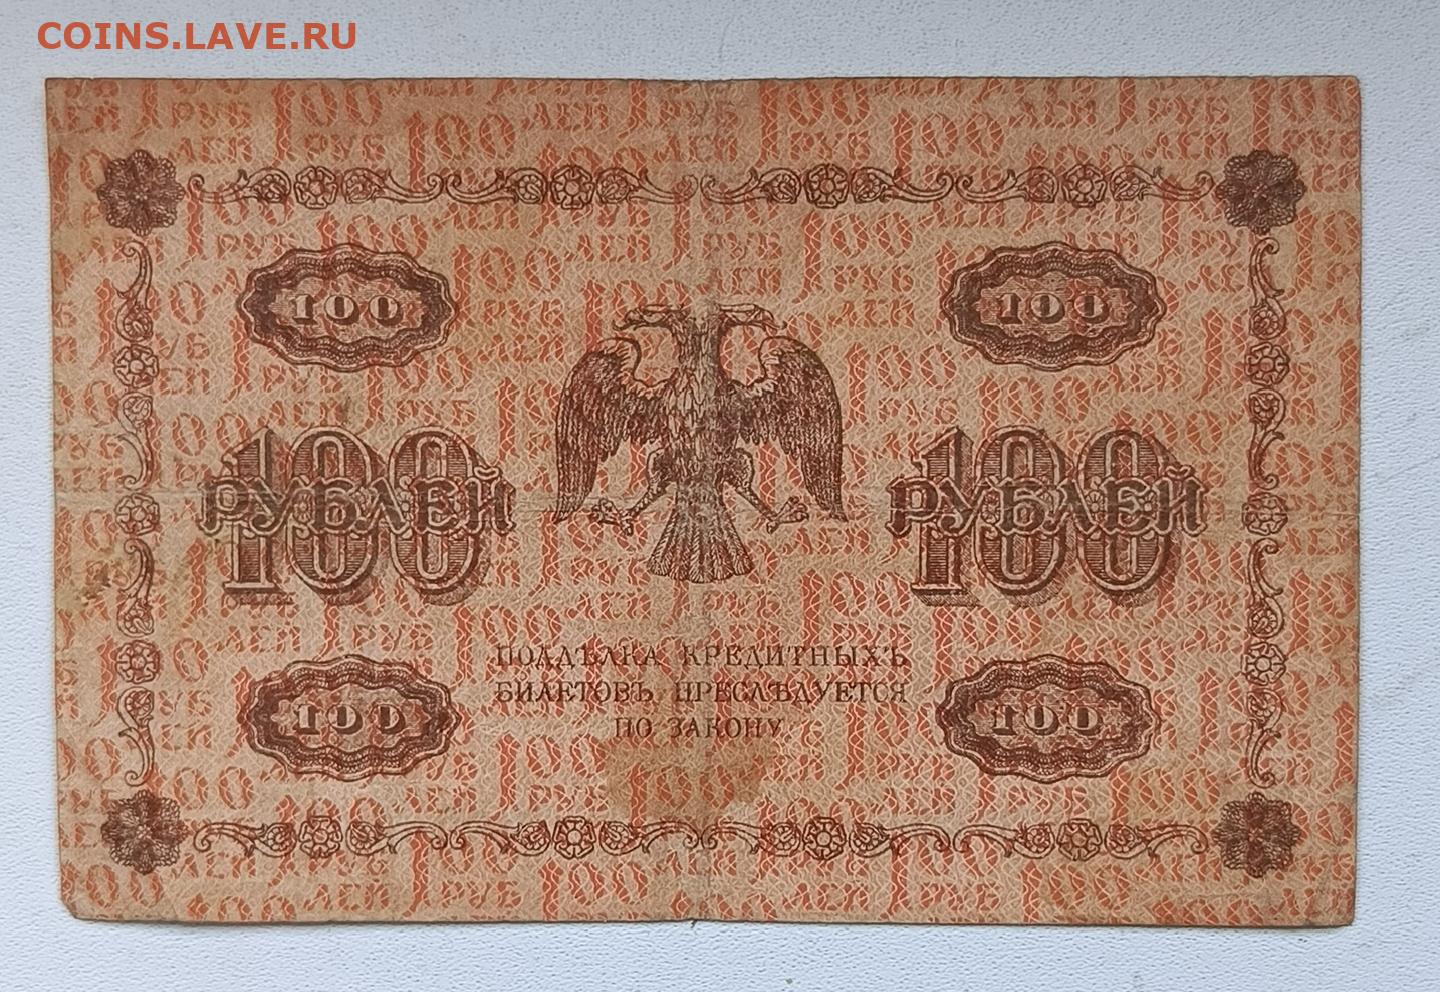 COINS.LAVE.RU
100 100
100 100
РУБЛЕЙ РУБЛЕЙ
ПОДДѢЛКА КРЕДИТНЫХЪ
БИЛЕТОВЪ ПРЕСЛѢДУЕТСЯ
ПО ЗАКОНУ.
100 100